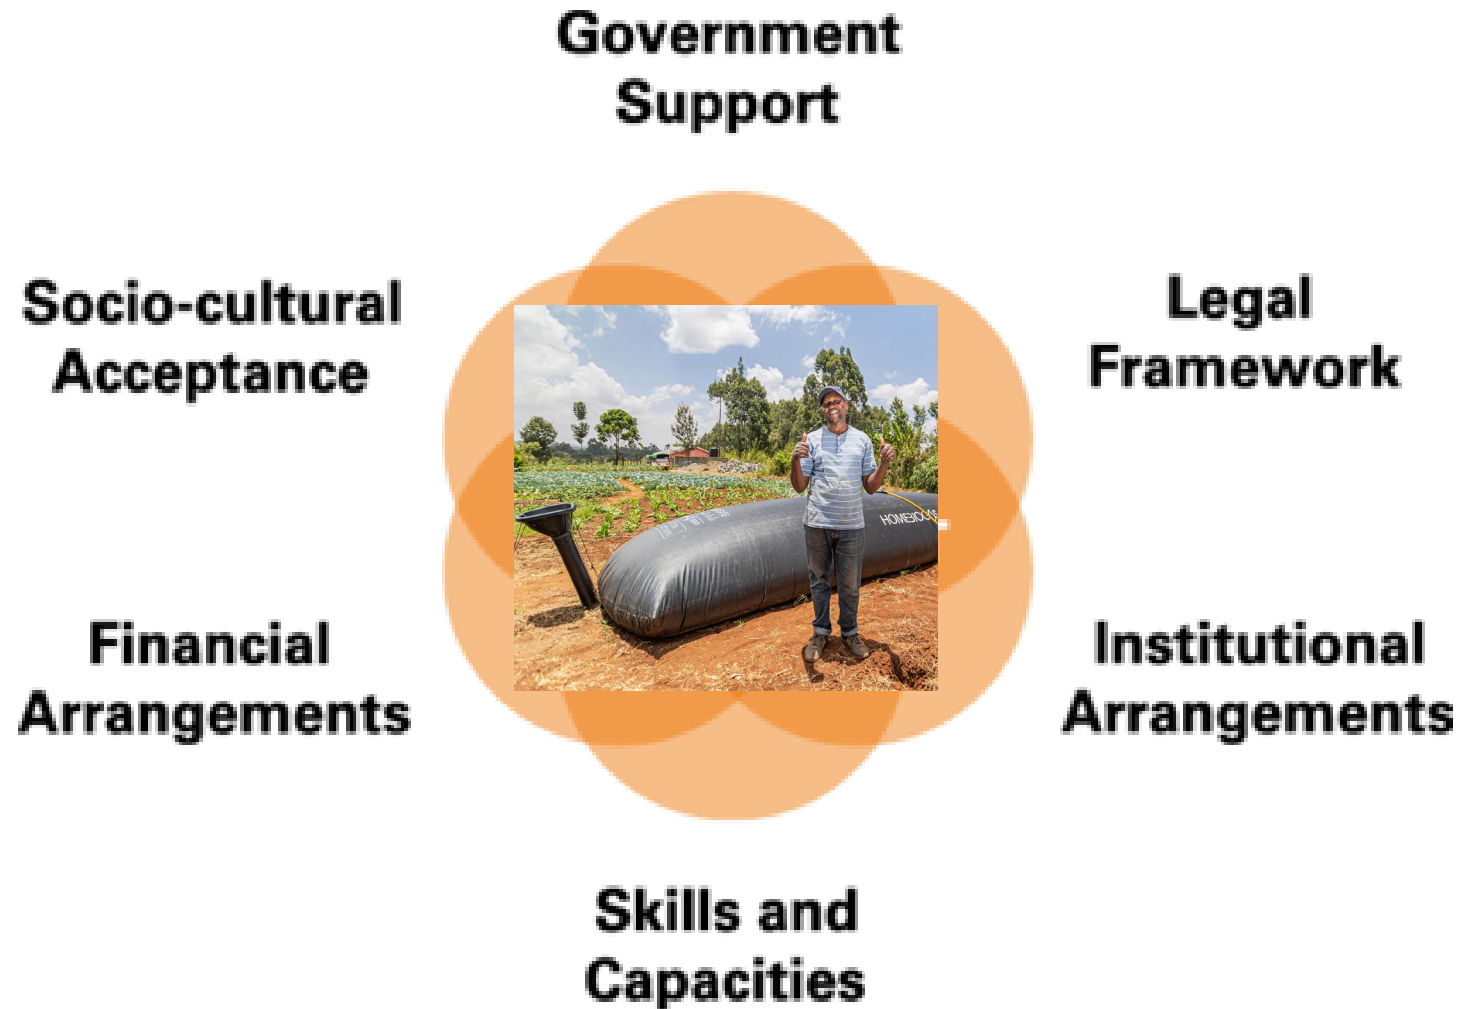 Government
Support
Socio-cultural
Acceptance
Legal
Framework
Financial
Arrangements
Institutional
Arrangements
Skills and
Capacities